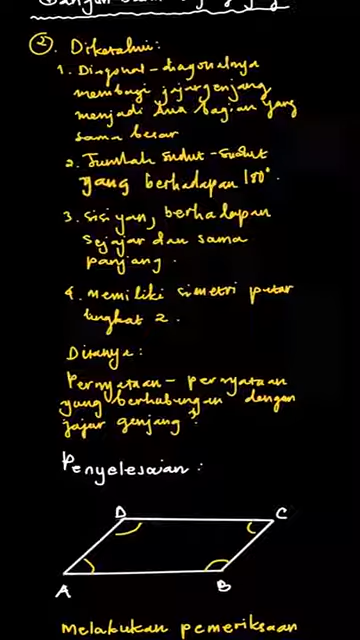 2. Diketahui:
1. Diagonal-diagonalnya
membagi jajargenjang
menjadi dua bagian yang
sama besar
2. Jumlah sudut-sudut
yang berhadapan 180°.
3. sisi yang berhadapan
sejajar dan sama
panjang.
4. memiliki simetri putar
tingkat 2.
Ditanya:
Pernyataan-pernyataan
yang berhubungan dengan
jajar genjang?
Penyelesaian:
D
C
A
B
Melakukan pemeriksaan